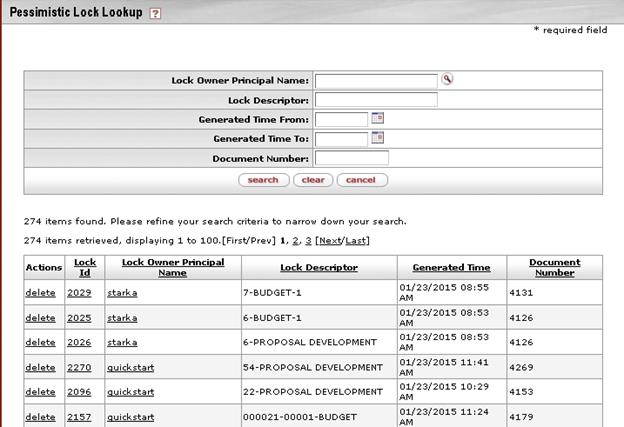 Pessimistic Lock Lookup ?
* required field
Lock Owner Principal Name:
Lock Descriptor:
Generated Time From:
Generated Time To:
Document Number:
search clear cancel
274 items found. Please refine your search criteria to narrow down your search.
274 items retrieved, displaying 1 to 100.[First/Prev] 1, 2, 3 [Next/Last]
Actions Lock Id Lock Owner Principal Name Lock Descriptor Generated Time Document Number
delete 2029 starka 7-BUDGET-1 01/23/2015 08:55 AM 4131
delete 2025 starka 6-BUDGET-1 01/23/2015 08:53 AM 4126
delete 2026 starka 6-PROPOSAL DEVELOPMENT 01/23/2015 08:53 AM 4126
delete 2270 quickstart 54-PROPOSAL DEVELOPMENT 01/23/2015 11:41 AM 4269
delete 2096 quickstart 22-PROPOSAL DEVELOPMENT 01/23/2015 10:29 AM 4153
delete 2157 quickstart 000021-00001-BUDGET 01/23/2015 11:24 AM 4179